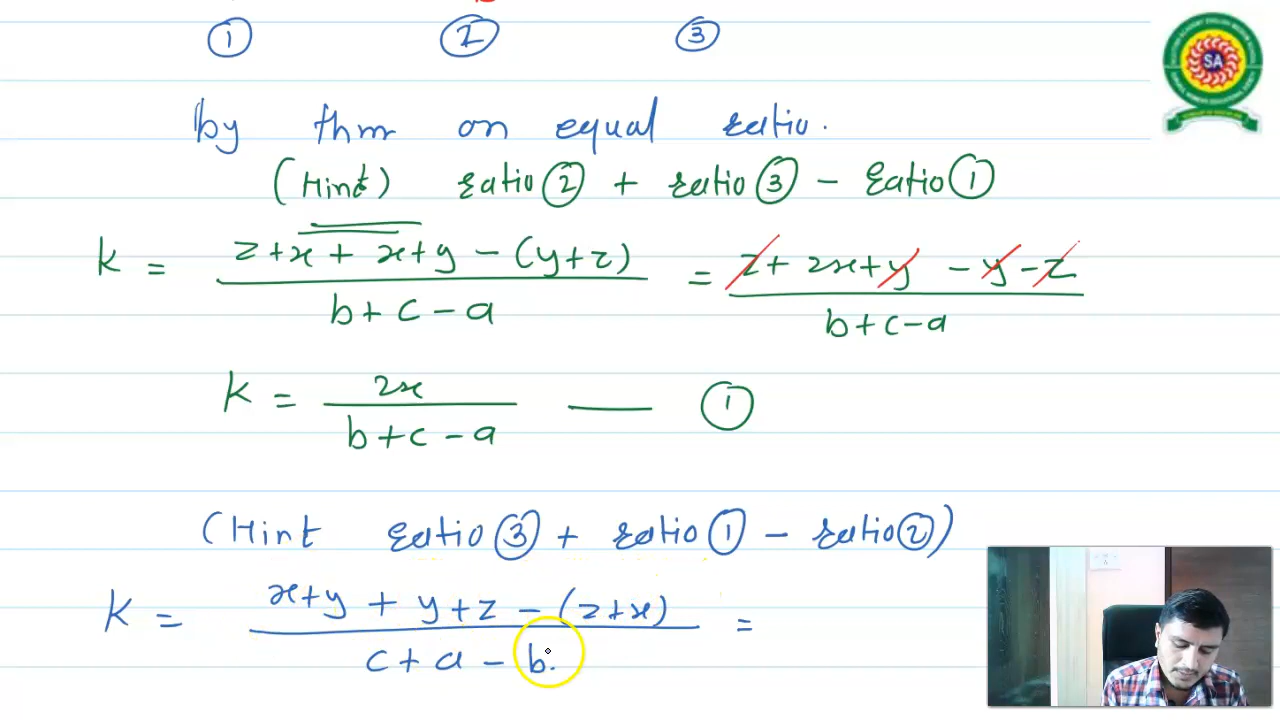 ① ② ③
by thm on equal ratio.
(Hint) ratio ② + ratio ③ - ratio ①
k = z+x + x+y - (y+z) / b+c-a = z + 2x + y - y - z / b+c-a
k = 2x / b+c-a —— ①
(Hint ratio ③ + ratio ① - ratio ②)
k = x+y + y+z - (z+x) / c+a-b. =
SA